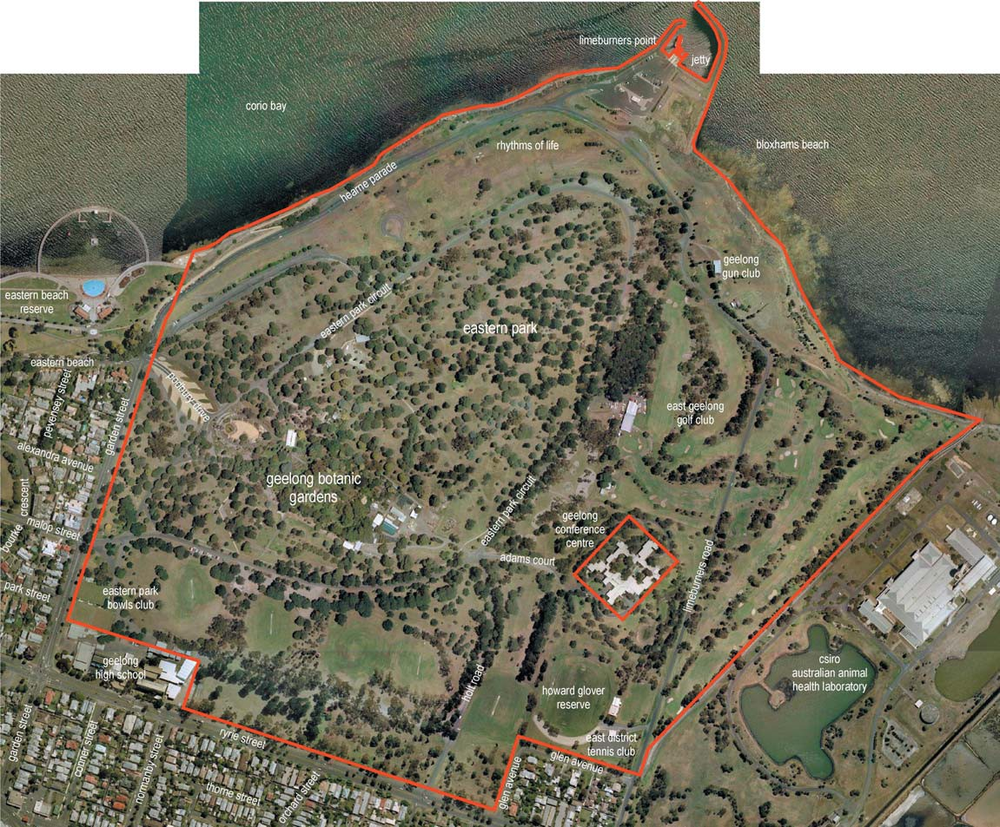 limeburners point
jetty
corio bay
rhythms of life
bloxhams beach
hearne parade
geelong
gun club
eastern beach
reserve
eastern park circuit
eastern park
eastern beach
pevensey street
garden street
podbury drive
east geelong
golf club
alexandra avenue
geelong botanic
gardens
eastern park circuit
bourke crescent
malop street
geelong
conference
centre
adams court
limeburners road
park street
eastern park
bowls club
geelong
high school
holt road
howard glover
reserve
csiro
australian animal
health laboratory
garden street
cooner street
normanby street
ryrie street
thorne street
orchard street
glen avenue
east district
tennis club
glen avenue